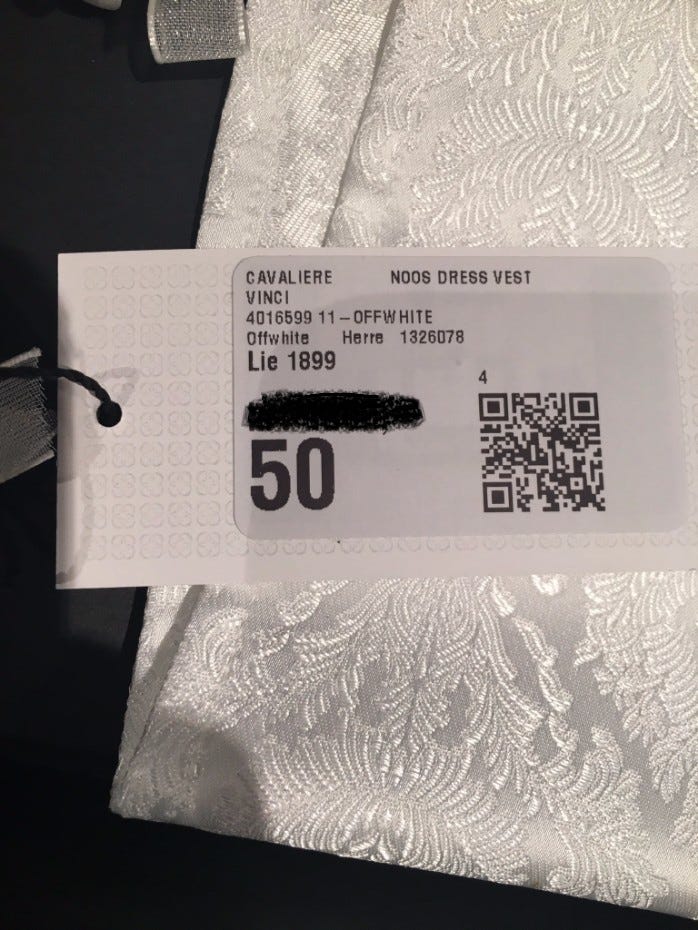 CAVALIERE NOOS DRESS VEST
VINCI
4016599 11-OFFWHITE
Offwhite Herre 1326078
Lie 1899
4
50